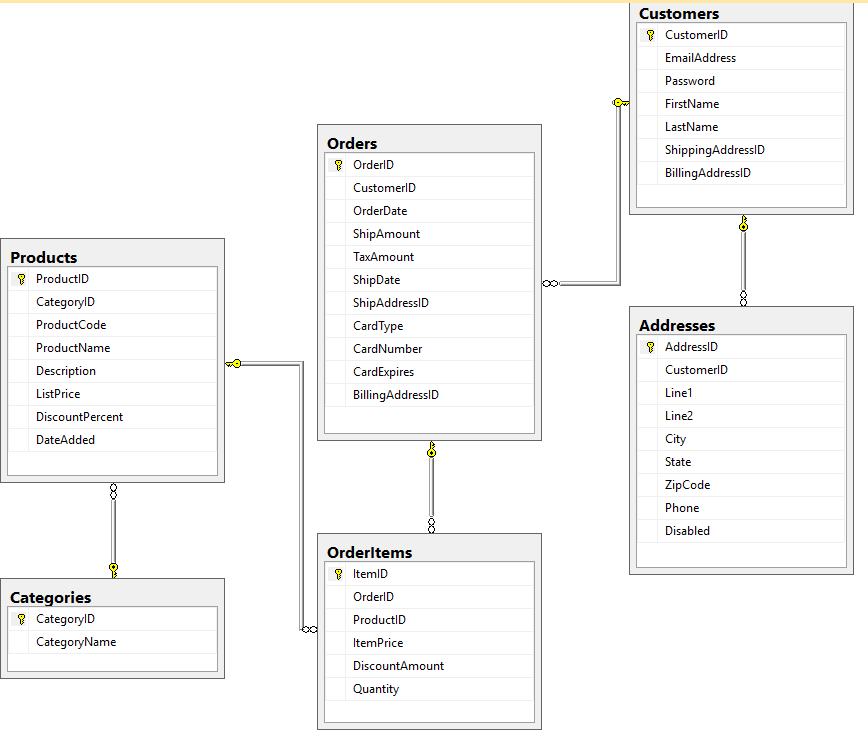 Customers
CustomerID
EmailAddress
Password
FirstName
LastName
ShippingAddressID
BillingAddressID
Orders
OrderID
CustomerID
OrderDate
ShipAmount
TaxAmount
ShipDate
ShipAddressID
CardType
CardNumber
CardExpires
BillingAddressID
Products
ProductID
CategoryID
ProductCode
ProductName
Description
ListPrice
DiscountPercent
DateAdded
Addresses
AddressID
CustomerID
Line1
Line2
City
State
ZipCode
Phone
Disabled
OrderItems
ItemID
OrderID
ProductID
ItemPrice
DiscountAmount
Quantity
Categories
CategoryID
CategoryName